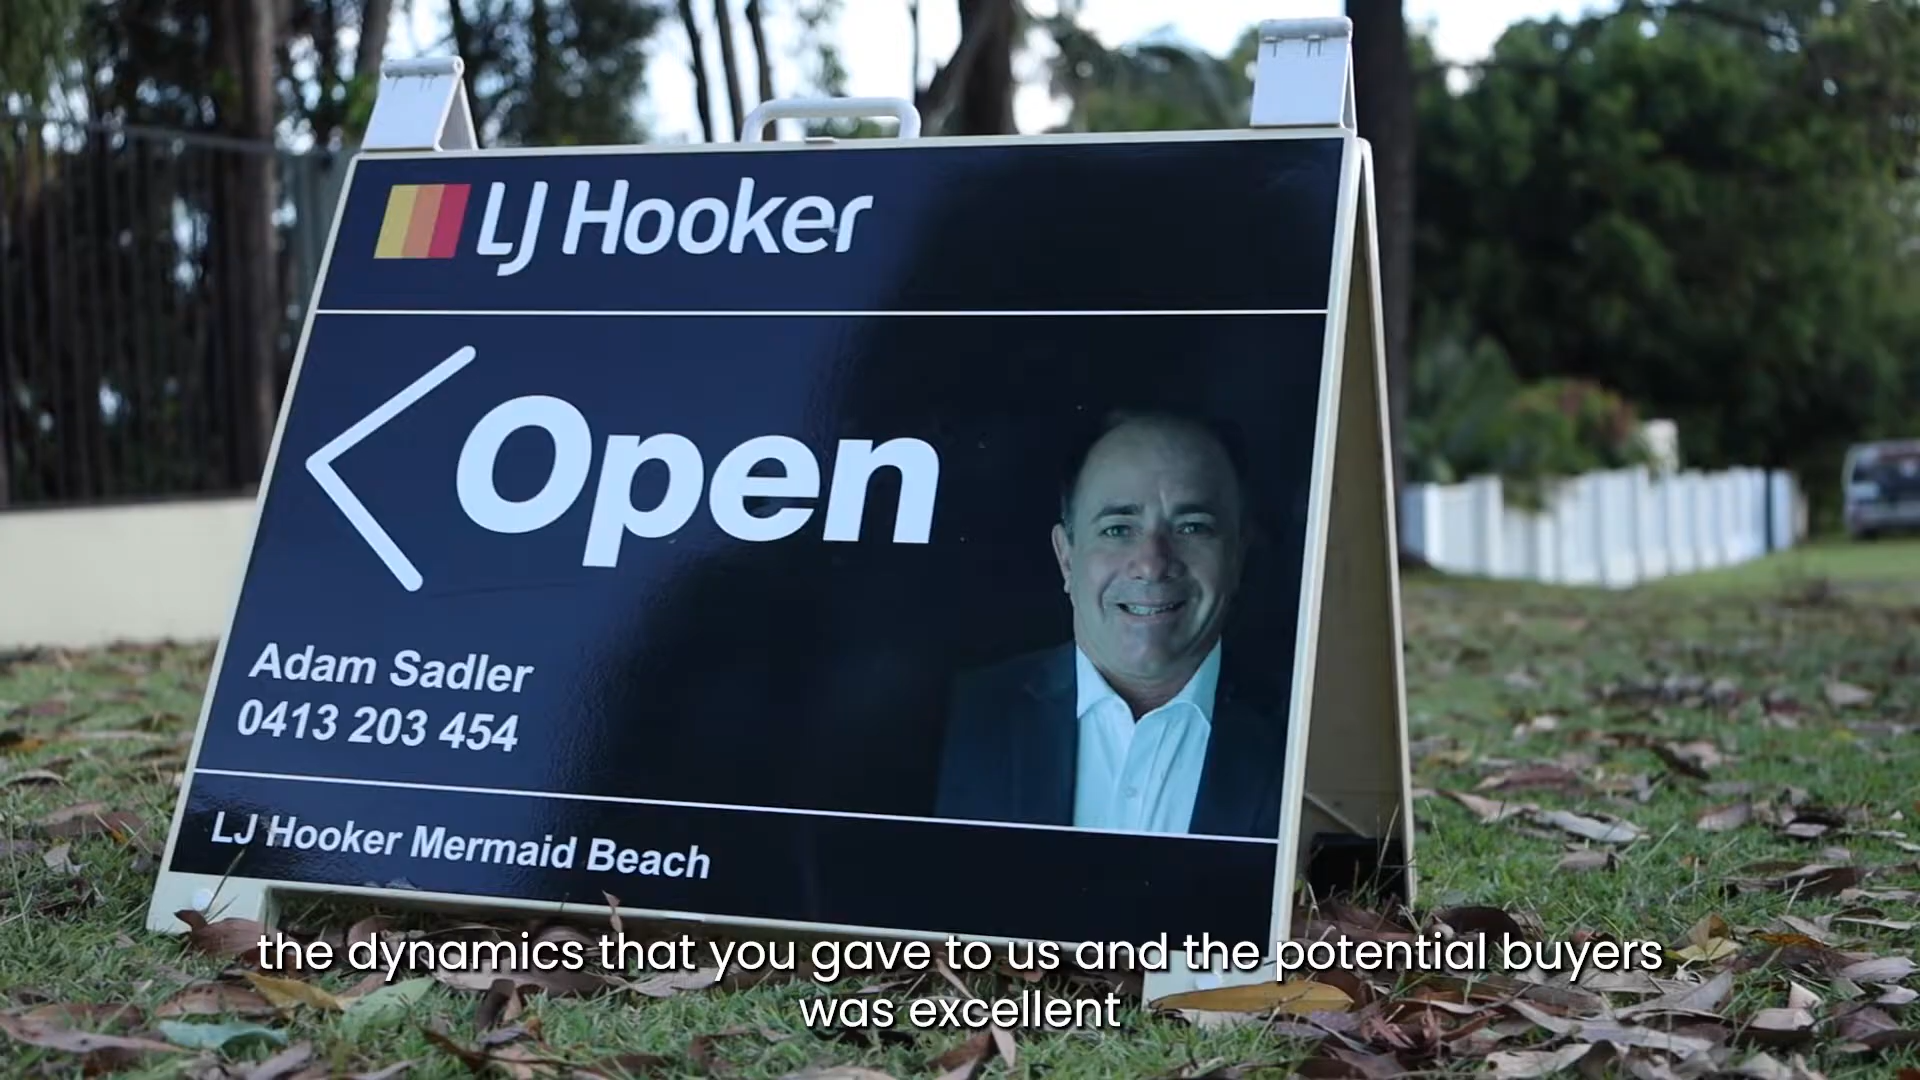 LJ Hooker
Open
Adam Sadler
0413 203 454
LJ Hooker Mermaid Beach
the dynamics that you gave to us and the potential buyers
was excellent